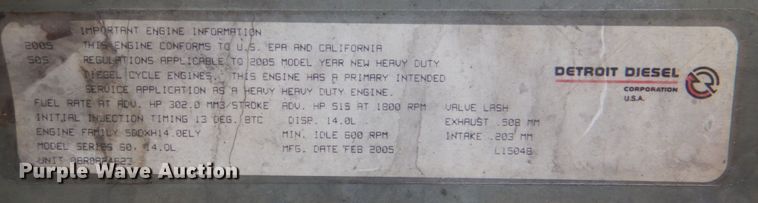 IMPORTANT ENGINE INFORMATION
2005 THIS ENGINE CONFORMS TO U.S. EPA AND CALIFORNIA
505 REGULATIONS APPLICABLE TO 2005 MODEL YEAR NEW HEAVY DUTY
DIESEL CYCLE ENGINES. THIS ENGINE HAS A PRIMARY INTENDED
SERVICE APPLICATION AS A HEAVY HEAVY DUTY ENGINE.
FUEL RATE AT ADV. HP 302.0 MM3/STROKE ADV. HP 515 AT 1800 RPM VALVE LASH
INITIAL INJECTION TIMING 13 DEG. BTC DISP. 14.0L EXHAUST .508 MM
ENGINE FAMILY 5DDXH14.0ELY MIN. IDLE 600 RPM INTAKE .203 MM
MODEL SERIES 60, 14.0L MFG. DATE FEB 2005 L1504B
UNIT
DETROIT DIESEL
CORPORATION
U.S.A.
Purple Wave Auction